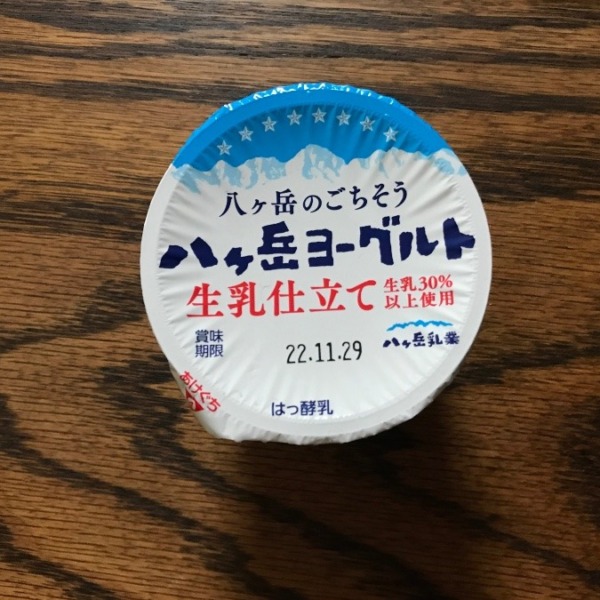 八ヶ岳のごちそう
八ヶ岳ヨーグルト
生乳仕立て
生乳30%
以上使用
賞味
期限
22.11.29
八ヶ岳乳業
あけぐち
はっ酵乳